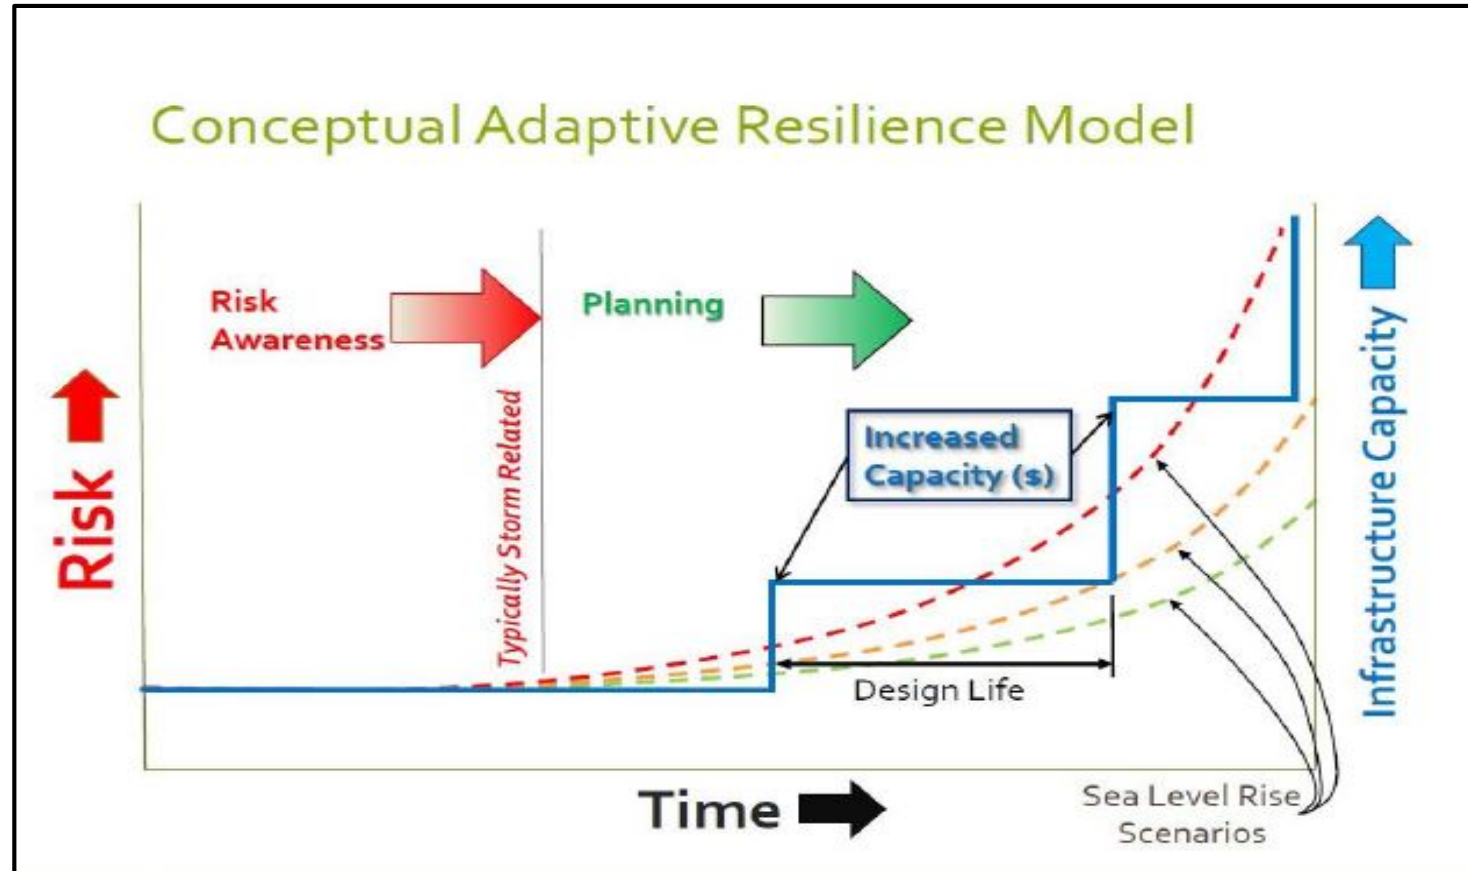 Conceptual Adaptive Resilience Model
Risk
Awareness
Planning
Typically Storm Related
Increased
Capacity ($)
Risk
Infrastructure Capacity
Design Life
Time
Sea Level Rise
Scenarios